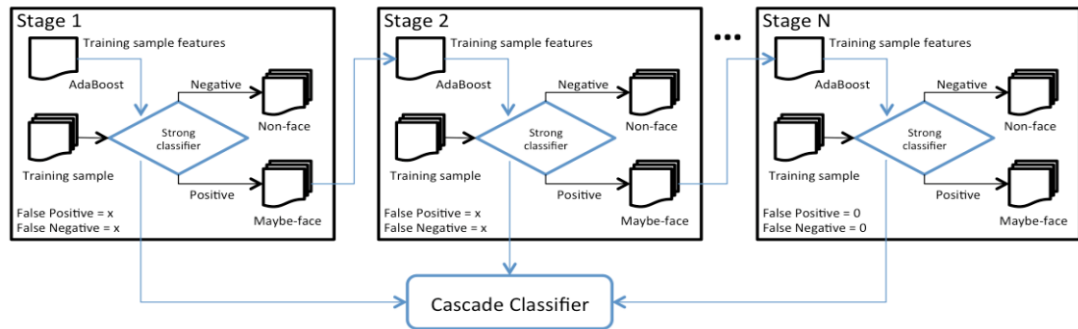 Stage 1
Training sample features
AdaBoost
Negative
Non-face
Strong
classifier
Training sample
Positive
Maybe-face
False Positive = x
False Negative = x
Stage 2
Training sample features
AdaBoost
Negative
Non-face
Strong
classifier
Training sample
Positive
Maybe-face
False Positive = x
False Negative = x
...
Stage N
Training sample features
AdaBoost
Negative
Non-face
Strong
classifier
Training sample
Positive
Maybe-face
False Positive = 0
False Negative = 0
Cascade Classifier